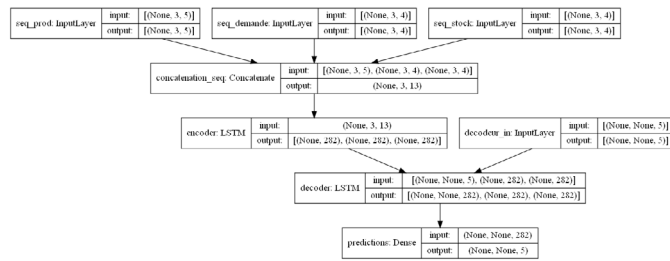 seq_prod: InputLayer input: [(None, 3, 5)]
output: [(None, 3, 5)]
seq_demande: InputLayer input: [(None, 3, 4)]
output: [(None, 3, 4)]
seq_stock: InputLayer input: [(None, 3, 4)]
output: [(None, 3, 4)]
concatenation_seq: Concatenate input: [(None, 3, 5), (None, 3, 4), (None, 3, 4)]
output: (None, 3, 13)
encoder: LSTM input: (None, 3, 13)
output: [(None, 282), (None, 282), (None, 282)]
decodeur_in: InputLayer input: [(None, None, 5)]
output: [(None, None, 5)]
decoder: LSTM input: [(None, None, 5), (None, 282), (None, 282)]
output: [(None, None, 282), (None, 282), (None, 282)]
predictions: Dense input: (None, None, 282)
output: (None, None, 5)